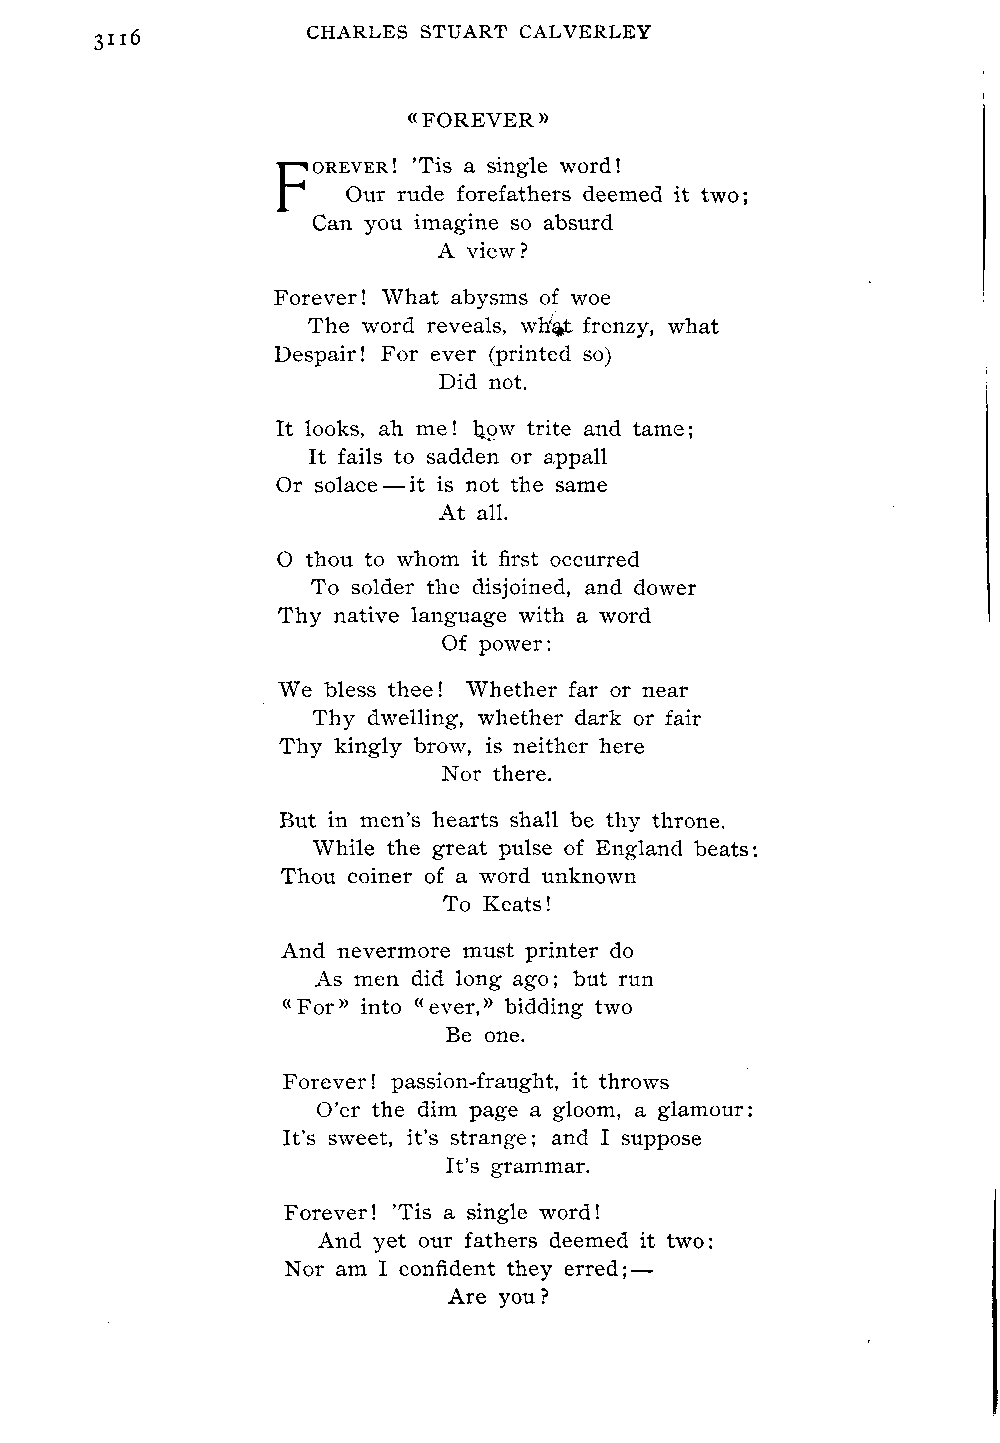 3116
CHARLES STUART CALVERLEY
«FOREVER»
FOREVER! 'Tis a single word!
Our rude forefathers deemed it two;
Can you imagine so absurd
A view?
Forever! What abysms of woe
The word reveals, what frenzy, what
Despair! For ever (printed so)
Did not.
It looks, ah me! how trite and tame;
It fails to sadden or appall
Or solace—it is not the same
At all.
O thou to whom it first occurred
To solder the disjoined, and dower
Thy native language with a word
Of power:
We bless thee! Whether far or near
Thy dwelling, whether dark or fair
Thy kingly brow, is neither here
Nor there.
But in men's hearts shall be thy throne,
While the great pulse of England beats:
Thou coiner of a word unknown
To Keats!
And nevermore must printer do
As men did long ago; but run
«For» into «ever,» bidding two
Be one.
Forever! passion-fraught, it throws
O'er the dim page a gloom, a glamour:
It's sweet, it's strange; and I suppose
It's grammar.
Forever! 'Tis a single word!
And yet our fathers deemed it two:
Nor am I confident they erred;—
Are you?